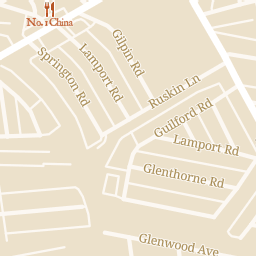 No.1 China
Springton Rd
Lamport Rd
Gilpin Rd
Ruskin Ln
Guilford Rd
Lamport Rd
Glenthorne Rd
Glenwood Ave